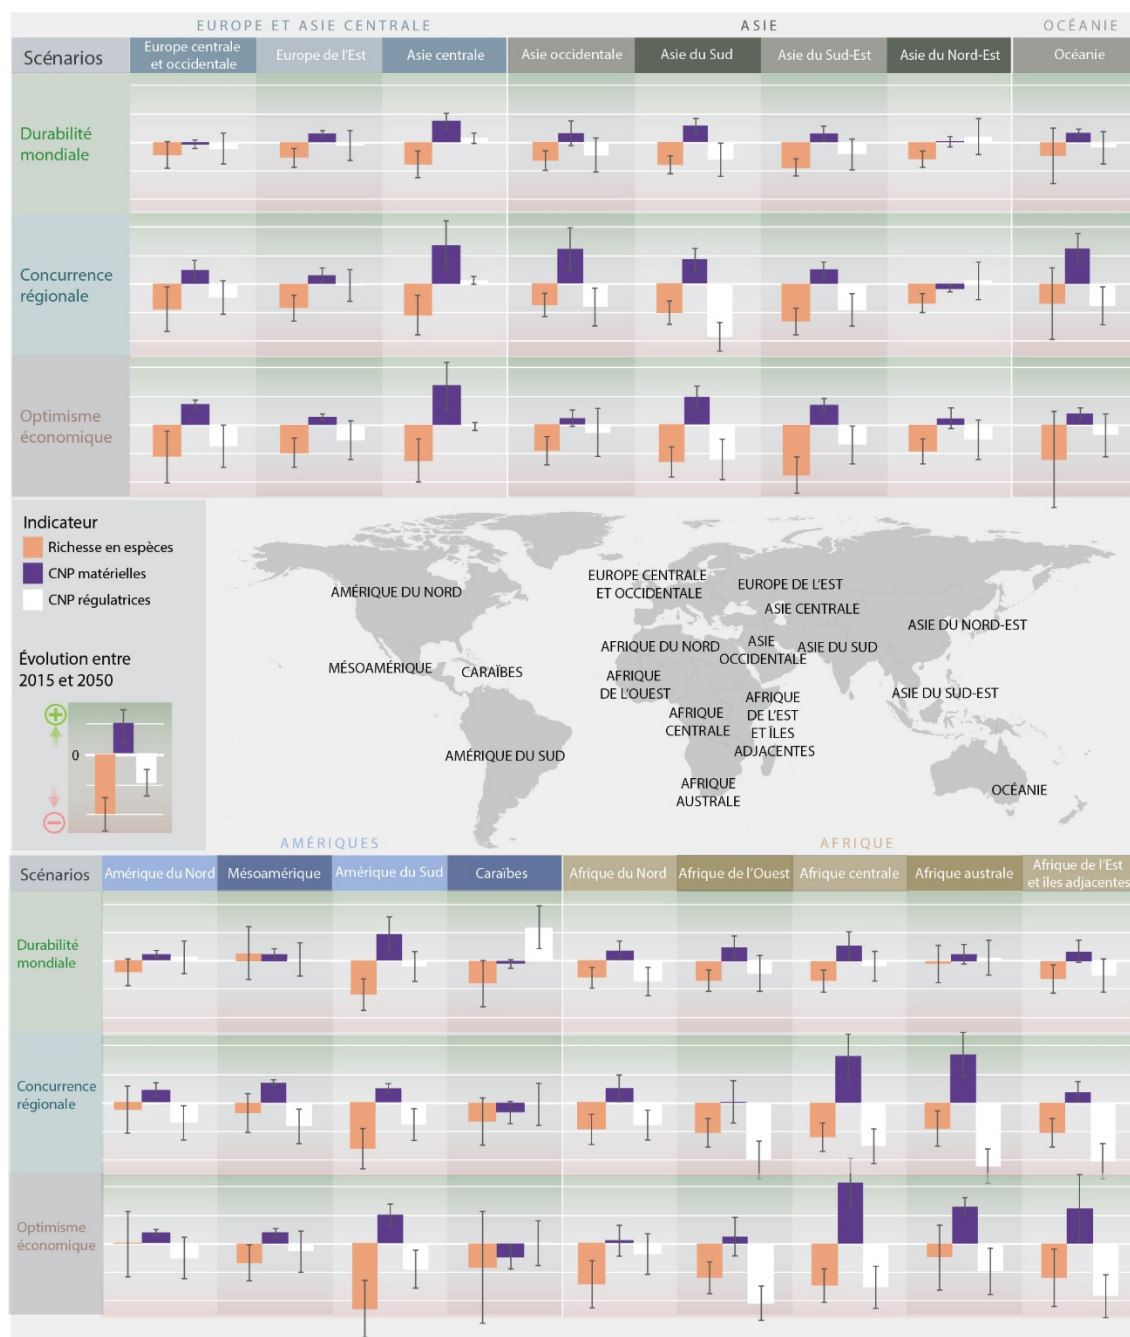 EUROPE ET ASIE CENTRALE
ASIE
OCÉANIE
Scénarios
Europe centrale
et occidentale
Europe de l'Est
Asie centrale
Asie occidentale
Asie du Sud
Asie du Sud-Est
Asie du Nord-Est
Océanie
Durabilité
mondiale
Concurrence
régionale
Optimisme
économique
Indicateur
Richesse en espèces
CNP matérielles
CNP régulatrices
Évolution entre
2015 et 2050
0
AMÉRIQUE DU NORD
MÉSOAMÉRIQUE
CARAÏBES
AMÉRIQUE DU SUD
EUROPE CENTRALE
ET OCCIDENTALE
EUROPE DE L'EST
ASIE CENTRALE
ASIE DU NORD-EST
AFRIQUE DU NORD
ASIE
OCCIDENTALE
ASIE DU SUD
AFRIQUE
DE L'OUEST
ASIE DU SUD-EST
AFRIQUE
CENTRALE
AFRIQUE
DE L'EST
ET ÎLES
ADJACENTES
AFRIQUE
AUSTRALE
OCÉANIE
AMÉRIQUES
AFRIQUE
Scénarios
Amérique du Nord
Mésoamérique
Amérique du Sud
Caraïbes
Afrique du Nord
Afrique de l'Ouest
Afrique centrale
Afrique australe
Afrique de l'Est
et iles adjacentes
Durabilité
mondiale
Concurrence
régionale
Optimisme
économique